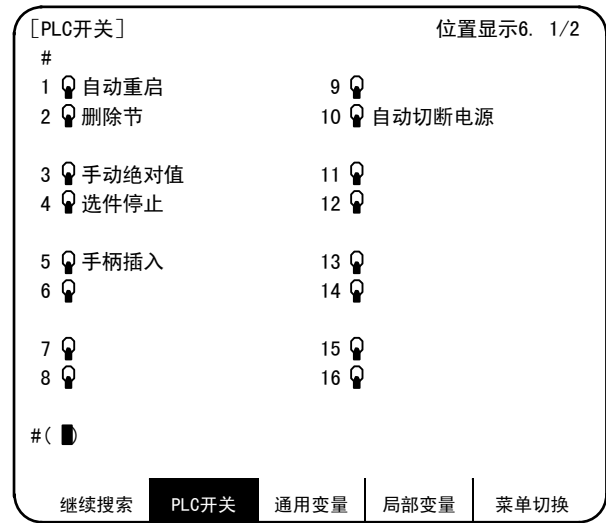 [PLC开关] 位置显示6. 1/2
#
1 自动重启 9
2 删除节 10 自动切断电源
3 手动绝对值 11
4 选件停止 12
5 手柄插入 13
6 14
7 15
8 16
#( )
继续搜索 PLC开关 通用变量 局部变量 菜单切换